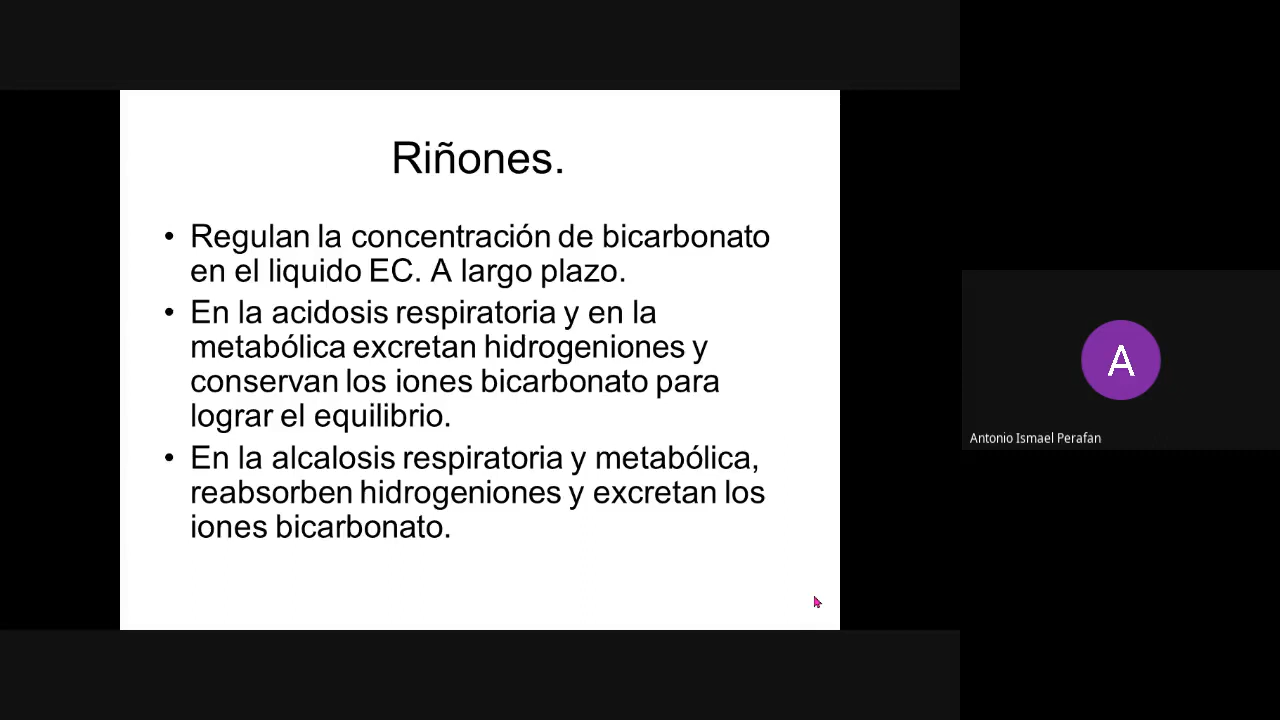 Riñones.
• Regulan la concentración de bicarbonato
en el liquido EC. A largo plazo.
• En la acidosis respiratoria y en la
metabólica excretan hidrogeniones y
conservan los iones bicarbonato para
lograr el equilibrio.
• En la alcalosis respiratoria y metabólica,
reabsorben hidrogeniones y excretan los
iones bicarbonato.
A
Antonio Ismael Perafan